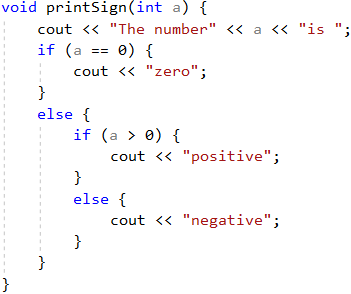 void printSign(int a) {
    cout << "The number" << a << "is ";
    if (a == 0) {
        cout << "zero";
    }
    else {
        if (a > 0) {
            cout << "positive";
        }
        else {
            cout << "negative";
        }
    }
}